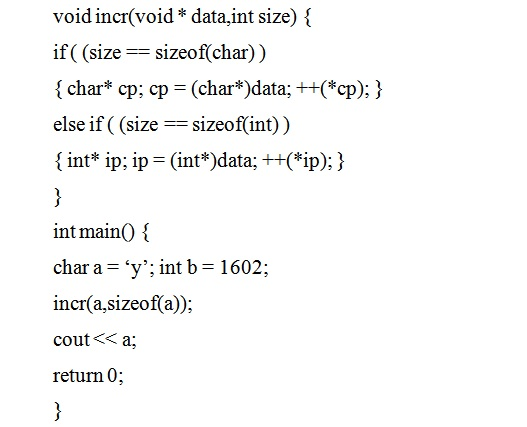 void incr(void * data,int size) {
if ( (size == sizeof(char) )
{ char* cp; cp = (char*)data; ++(*cp); }
else if ( (size == sizeof(int) )
{ int* ip; ip = (int*)data; ++(*ip); }
}
int main() {
char a = ‘y’; int b = 1602;
incr(a,sizeof(a));
cout << a;
return 0;
}